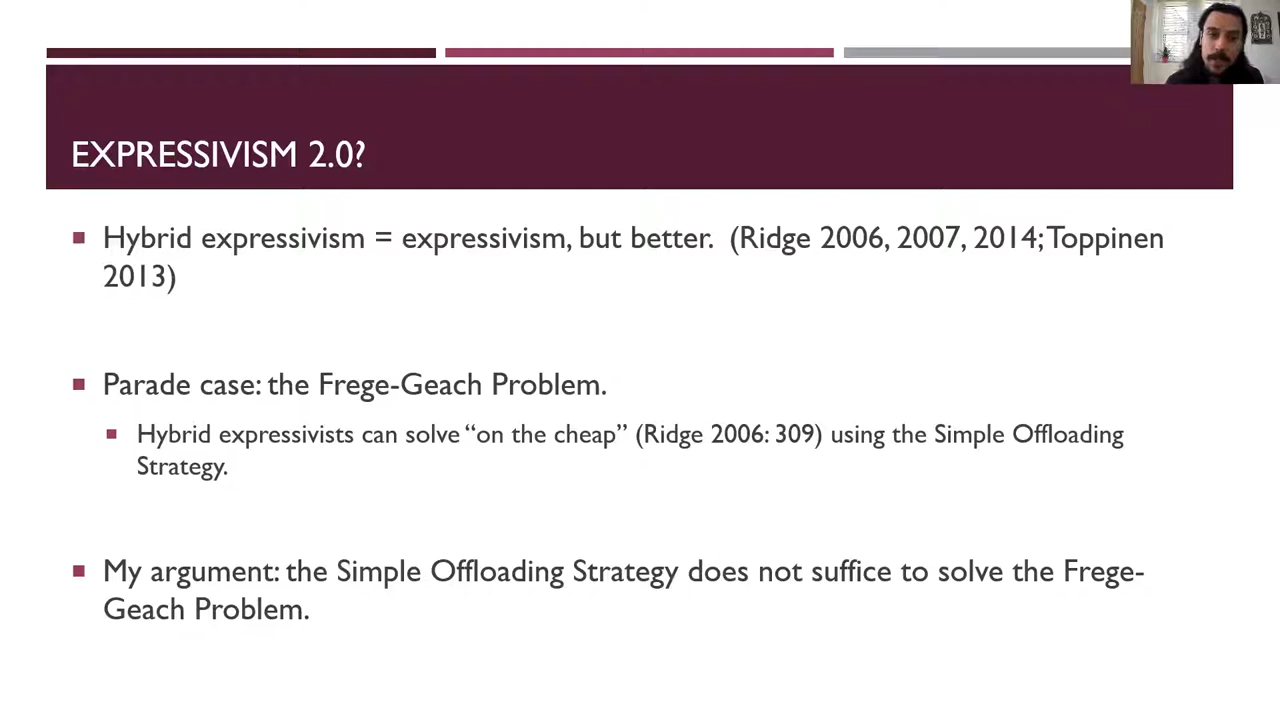 EXPRESSIVISM 2.0?
Hybrid expressivism = expressivism, but better. (Ridge 2006, 2007, 2014; Toppinen
2013)
Parade case: the Frege-Geach Problem.
Hybrid expressivists can solve “on the cheap” (Ridge 2006: 309) using the Simple Offloading
Strategy.
My argument: the Simple Offloading Strategy does not suffice to solve the Frege-
Geach Problem.